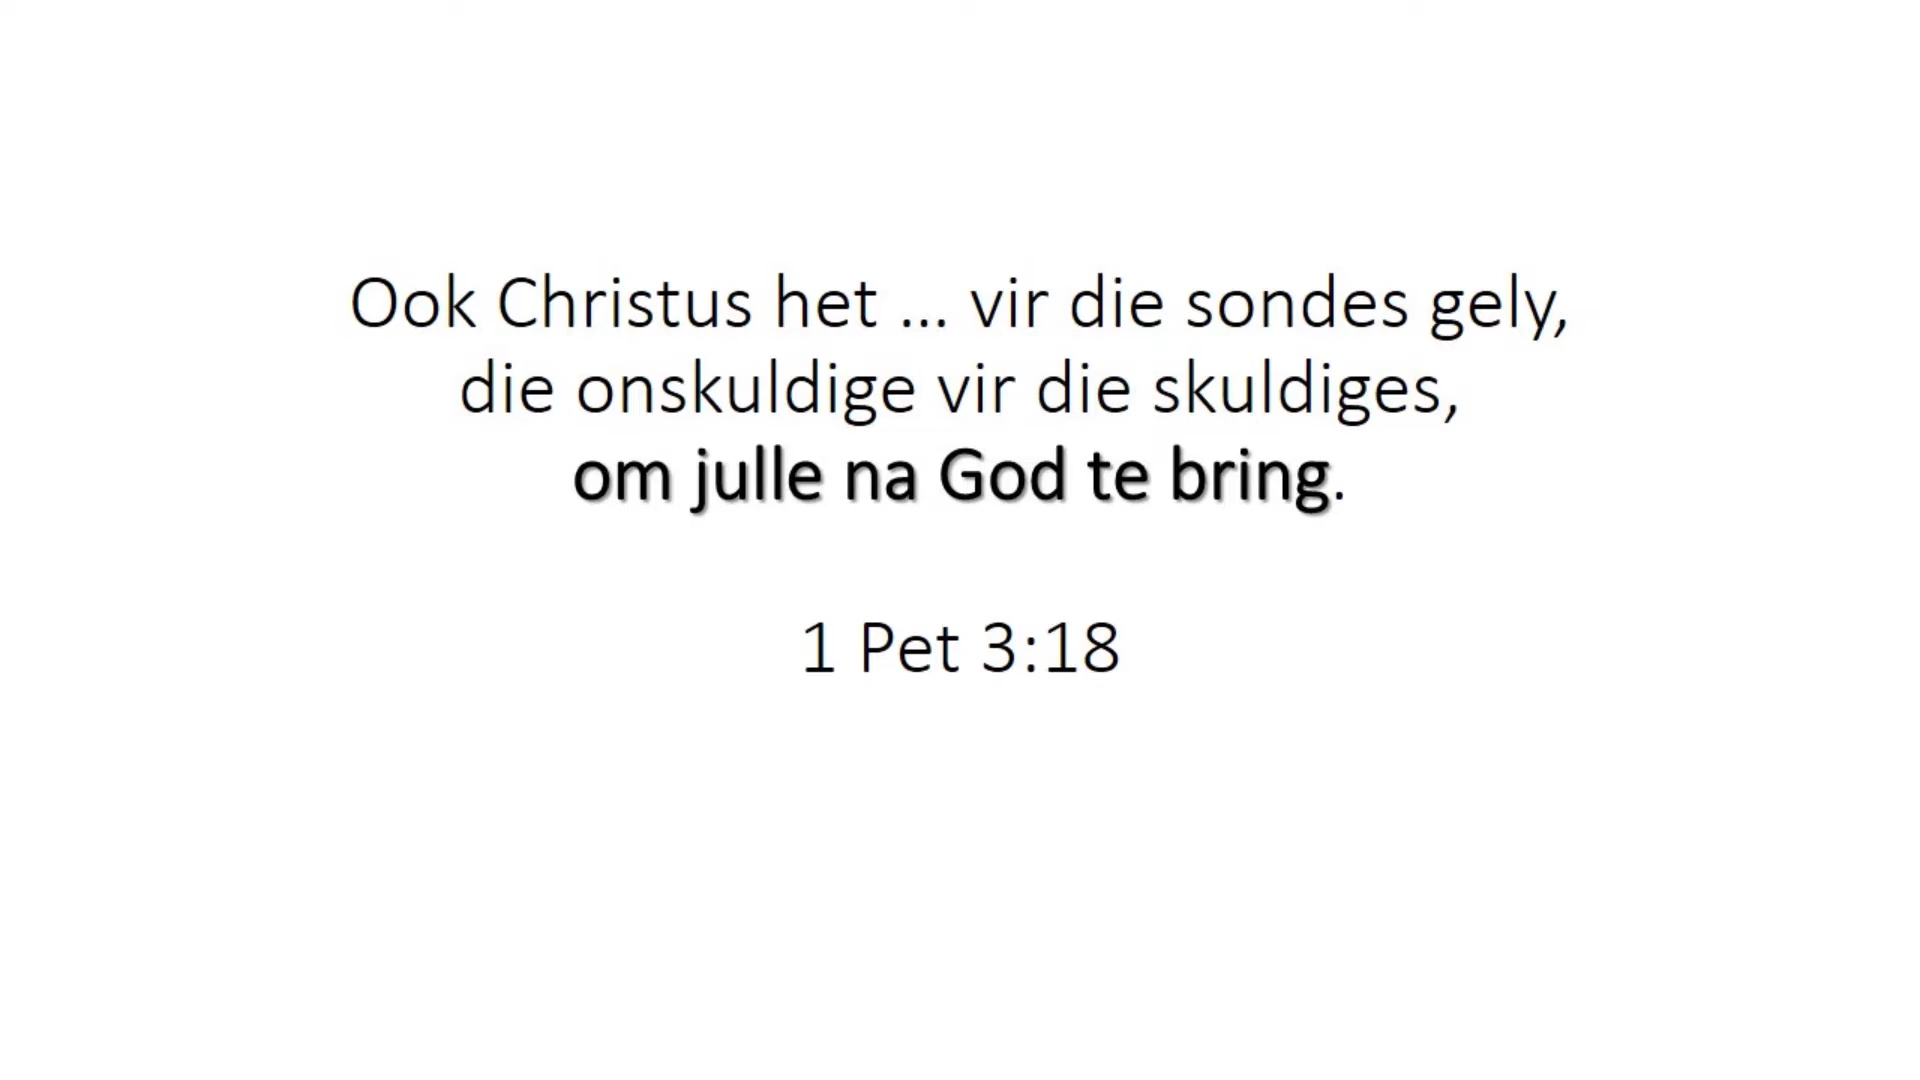 Ook Christus het ... vir die sondes gely,
die onskuldige vir die skuldiges,
om julle na God te bring.
1 Pet 3:18